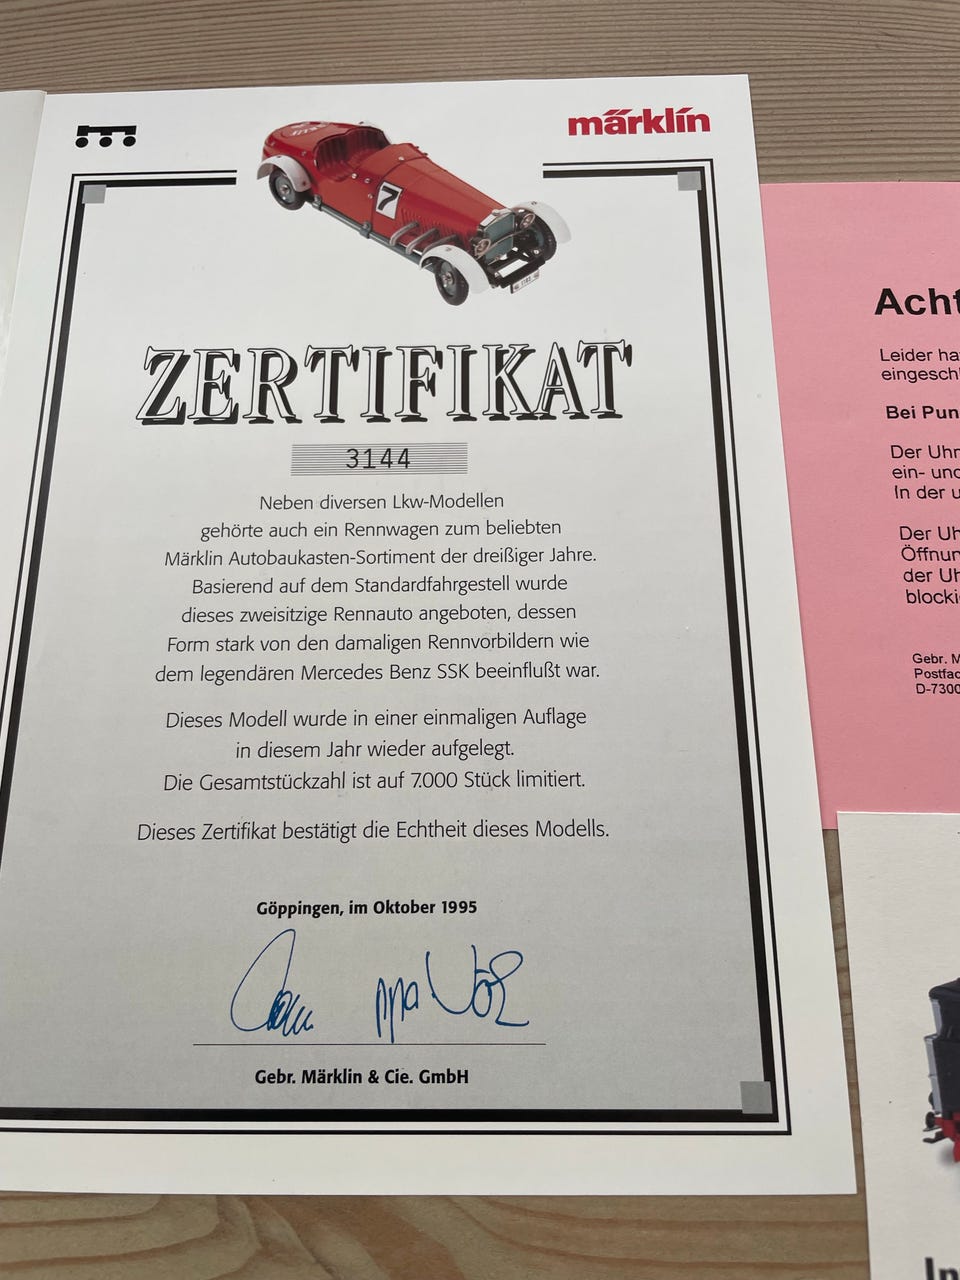 märklin
7
ZERTIFIKAT
3144
Neben diversen Lkw-Modellen
gehörte auch ein Rennwagen zum beliebten
Märklin Autobaukasten-Sortiment der dreißiger Jahre.
Basierend auf dem Standardfahrgestell wurde
dieses zweisitzige Rennauto angeboten, dessen
Form stark von den damaligen Rennvorbildern wie
dem legendären Mercedes Benz SSK beeinflußt war.
Dieses Modell wurde in einer einmaligen Auflage
in diesem Jahr wieder aufgelegt.
Die Gesamtstückzahl ist auf 7.000 Stück limitiert.
Dieses Zertifikat bestätigt die Echtheit dieses Modells.
Göppingen, im Oktober 1995
ppa.
Gebr. Märklin & Cie. GmbH
Acht
Leider ha
eingesch
Bei Pun
Der Uhr
ein- und
In der u
Der Uh
Öffnun
der Uh
blocki
Gebr. M
Postfac
D-7300
In